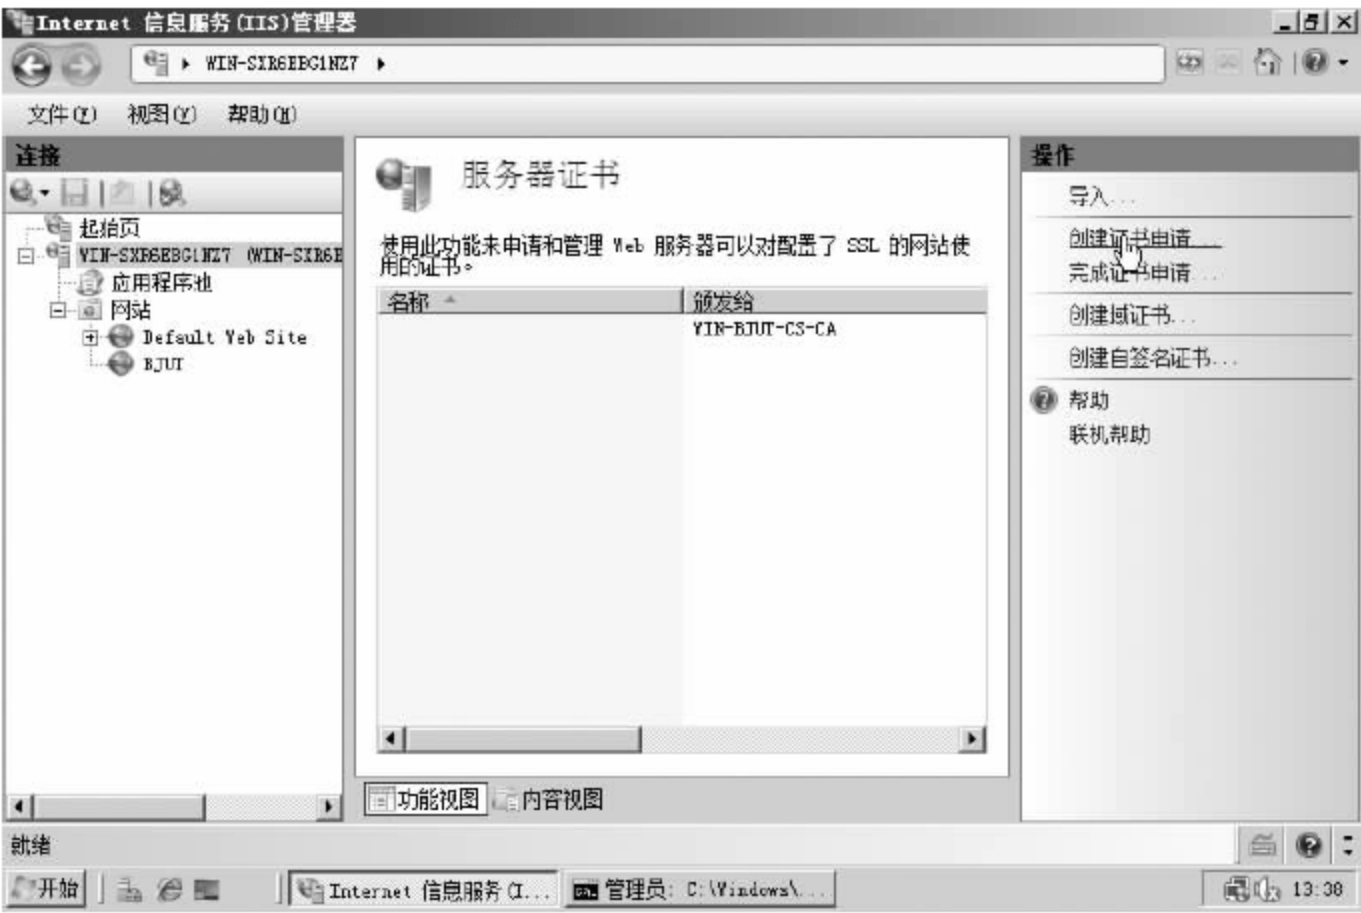 Internet 信息服务(IIS)管理器
WIN-SXR6EBG1NZ7
文件(F) 视图(V) 帮助(H)
连接
起始页
WIN-SXR6EBG1NZ7 (WIN-SXR6E
应用程序池
网站
Default Web Site
BJUT
服务器证书
使用此功能来申请和管理 Web 服务器可以对配置了 SSL 的网站使
用的证书。
名称 颁发给
WIN-BJUT-CS-CA
功能视图 内容视图
操作
导入...
创建证书申请...
完成证书申请...
创建域证书...
创建自签名证书...
帮助
联机帮助
就绪
开始 Internet 信息服务(I... 管理员: C:\Windows\... 13:38